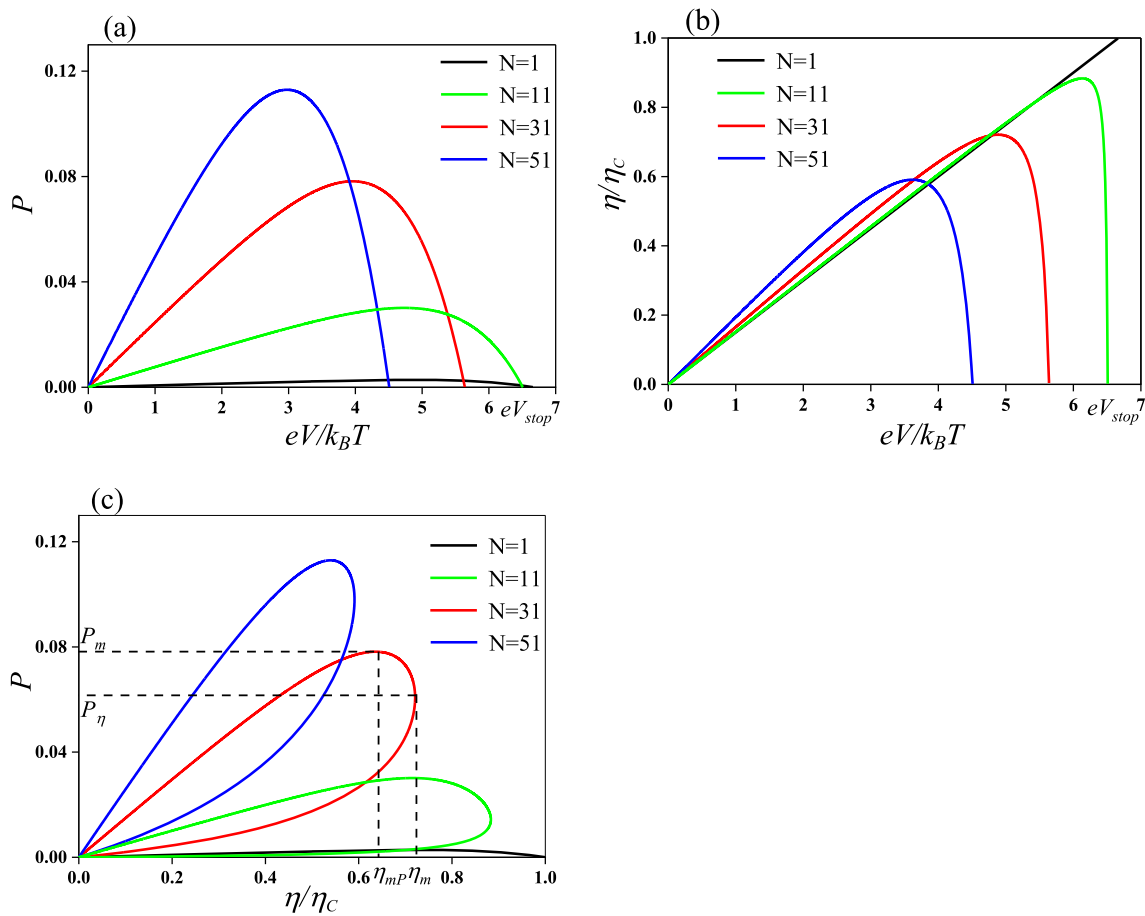 (a)
N=1
N=11
N=31
N=51
P
0.12
0.08
0.04
0.00
0 1 2 3 4 5 6 eV_stop 7
eV/k_BT
(b)
N=1
N=11
N=31
N=51
η/η_C
1.0
0.8
0.6
0.4
0.2
0.0
0 1 2 3 4 5 6 eV_stop 7
eV/k_BT
(c)
N=1
N=11
N=31
N=51
P
0.12
P_m
0.08
P_η
0.04
0.00
0.0 0.2 0.4 0.6 η_mP η_m 0.8 1.0
η/η_C